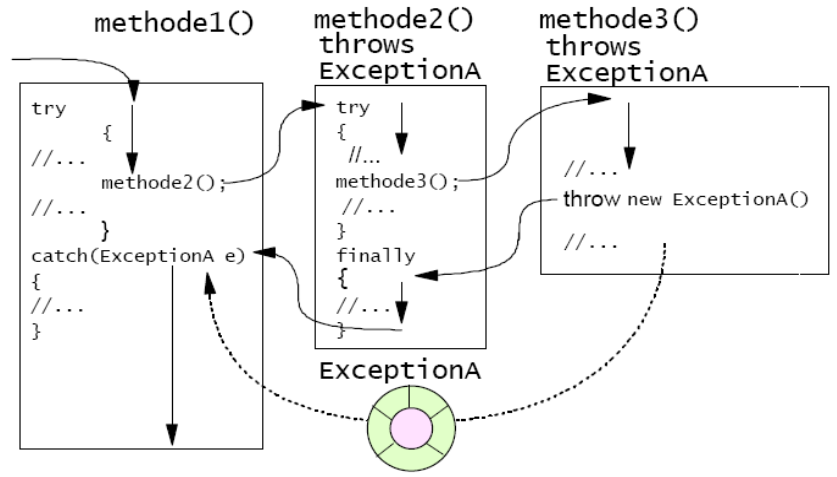 methode1()
try
{
//...
methode2();
//...
}
catch(ExceptionA e)
{
//...
}
methode2()
throws
ExceptionA
try
{
//...
methode3();
//...
}
finally
{
//...
}
methode3()
throws
ExceptionA
//...
throw new ExceptionA()
//...
ExceptionA